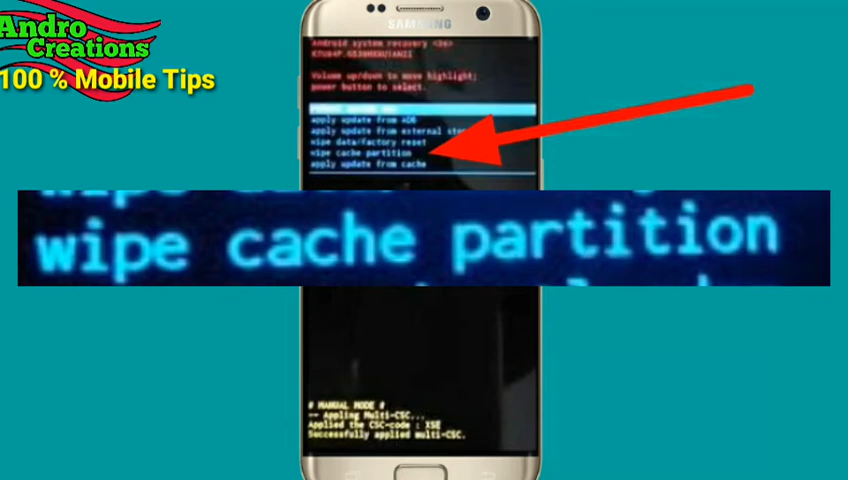 Andro
Creations
100 % Mobile Tips
SAMSUNG
Android system recovery <3e>
Volume up/down to move highlight;
power button to select.
apply update from ADB
apply update from external
wipe data/factory reset
wipe cache partition
apply update from cache
wipe cache partition
# MANUAL MODE #
-- Appling Multi-CSC...
Applied the CSC-code : XSE
Successfully applied multi-CSC.